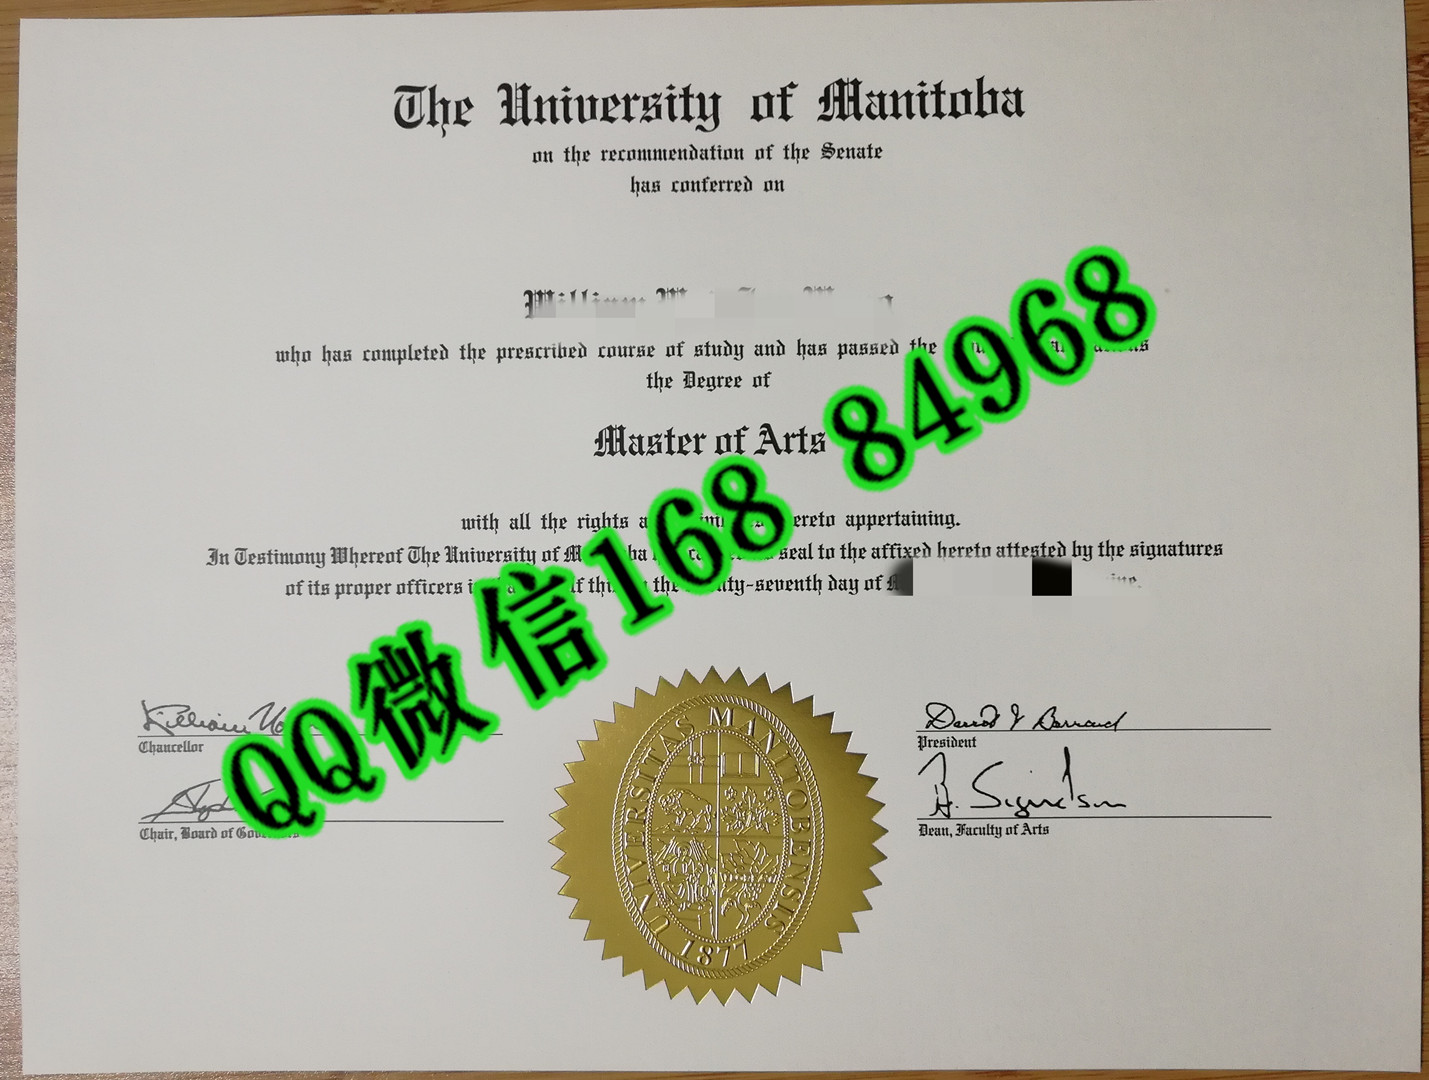 The University of Manitoba
on the recommendation of the Senate
has conferred on
who has completed the prescribed course of study and has passed the
the Degree of
Master of Arts
with all the rights appertaining.
In Testimony Whereof The University of seal to the affixed hereto attested by the signatures
of its proper officers the day of
QQ微信168 84968
Chancellor
President
Chair, Board of
Dean, Faculty of Arts
UNIVERSITAS MANITOBENSIS
1877